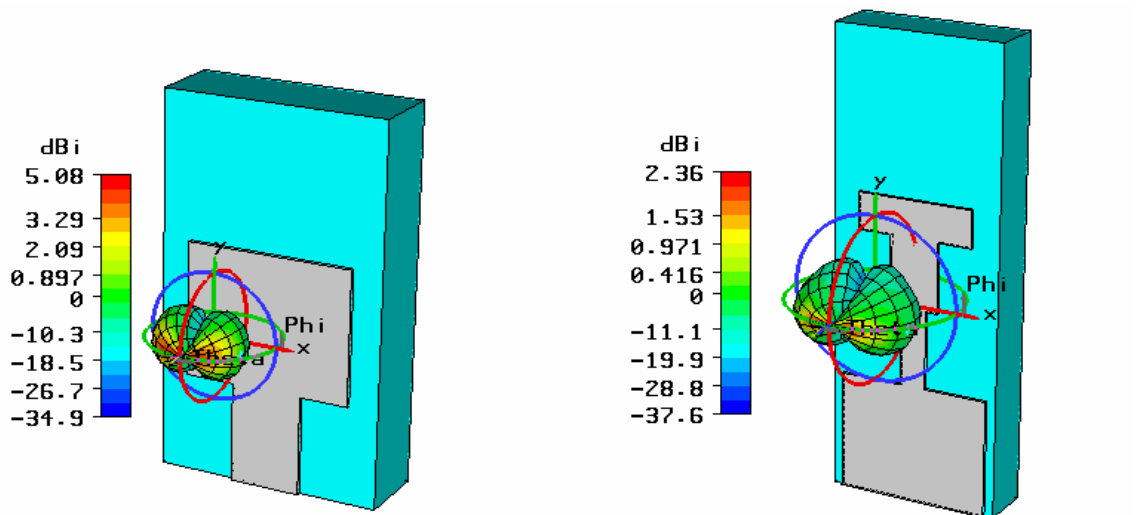 dBi
5.08
3.29
2.09
0.897
0
-10.3
-18.5
-26.7
-34.9
y
Phi
x
Theta
dBi
2.36
1.53
0.971
0.416
0
-11.1
-19.9
-28.8
-37.6
y
Phi
x
Theta